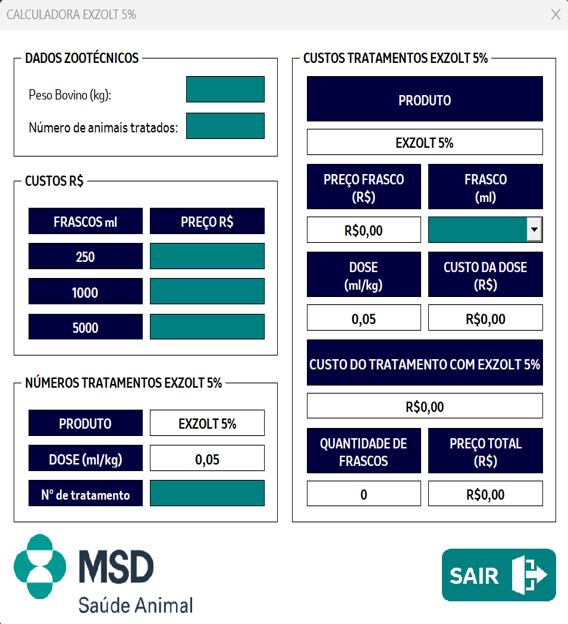 CALCULADORA EXZOLT 5%
DADOS ZOOTÉCNICOS
Peso Bovino (kg):
Número de animais tratados:
CUSTOS R$
FRASCOS ml
PREÇO R$
250
1000
5000
NÚMEROS TRATAMENTOS EXZOLT 5%
PRODUTO
EXZOLT 5%
DOSE (ml/kg)
0,05
N° de tratamento
CUSTOS TRATAMENTOS EXZOLT 5%
PRODUTO
EXZOLT 5%
PREÇO FRASCO
(R$)
FRASCO
(ml)
R$0,00
DOSE
(ml/kg)
CUSTO DA DOSE
(R$)
0,05
R$0,00
CUSTO DO TRATAMENTO COM EXZOLT 5%
R$0,00
QUANTIDADE DE
FRASCOS
PREÇO TOTAL
(R$)
0
R$0,00
MSD
Saúde Animal
SAIR